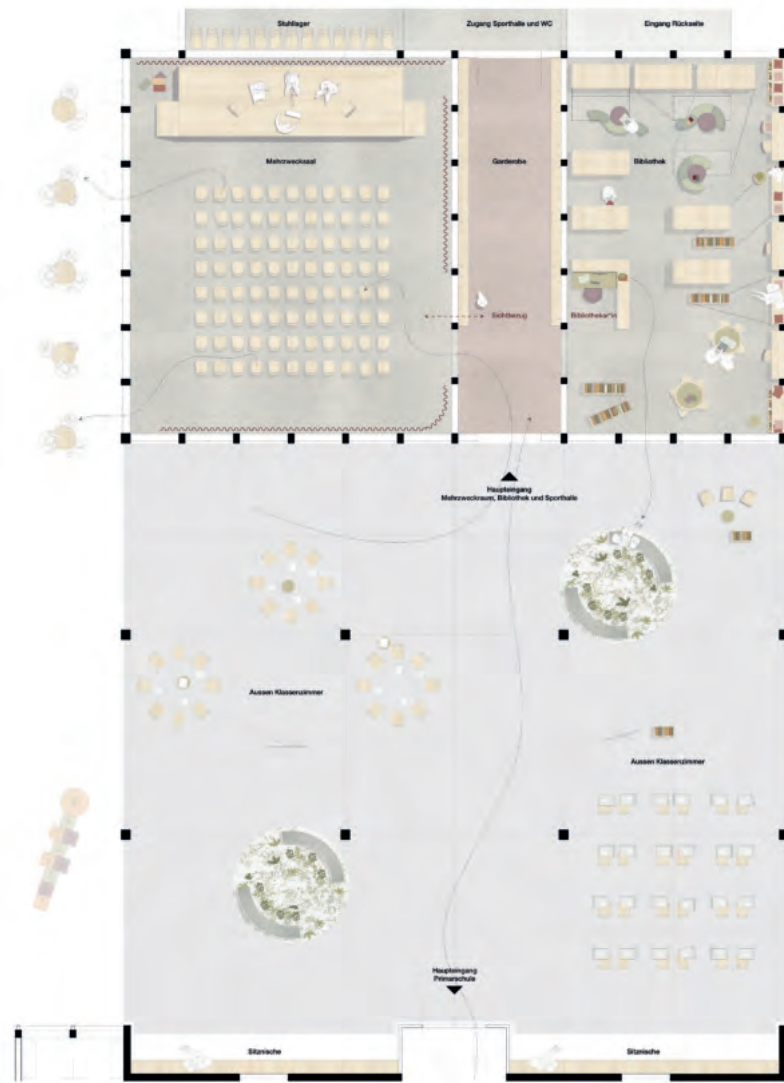 Stuhllager
Zugang Sporthalle und WC
Eingang Rückseite
Mehrzwecksaal
Garderobe
Bibliothek
Sichtbezug
Bibliothekar*in
Haupteingang
Mehrzweckraum, Bibliothek und Sporthalle
Aussen Klassenzimmer
Aussen Klassenzimmer
Haupteingang
Primarschule
Sitznische
Sitznische